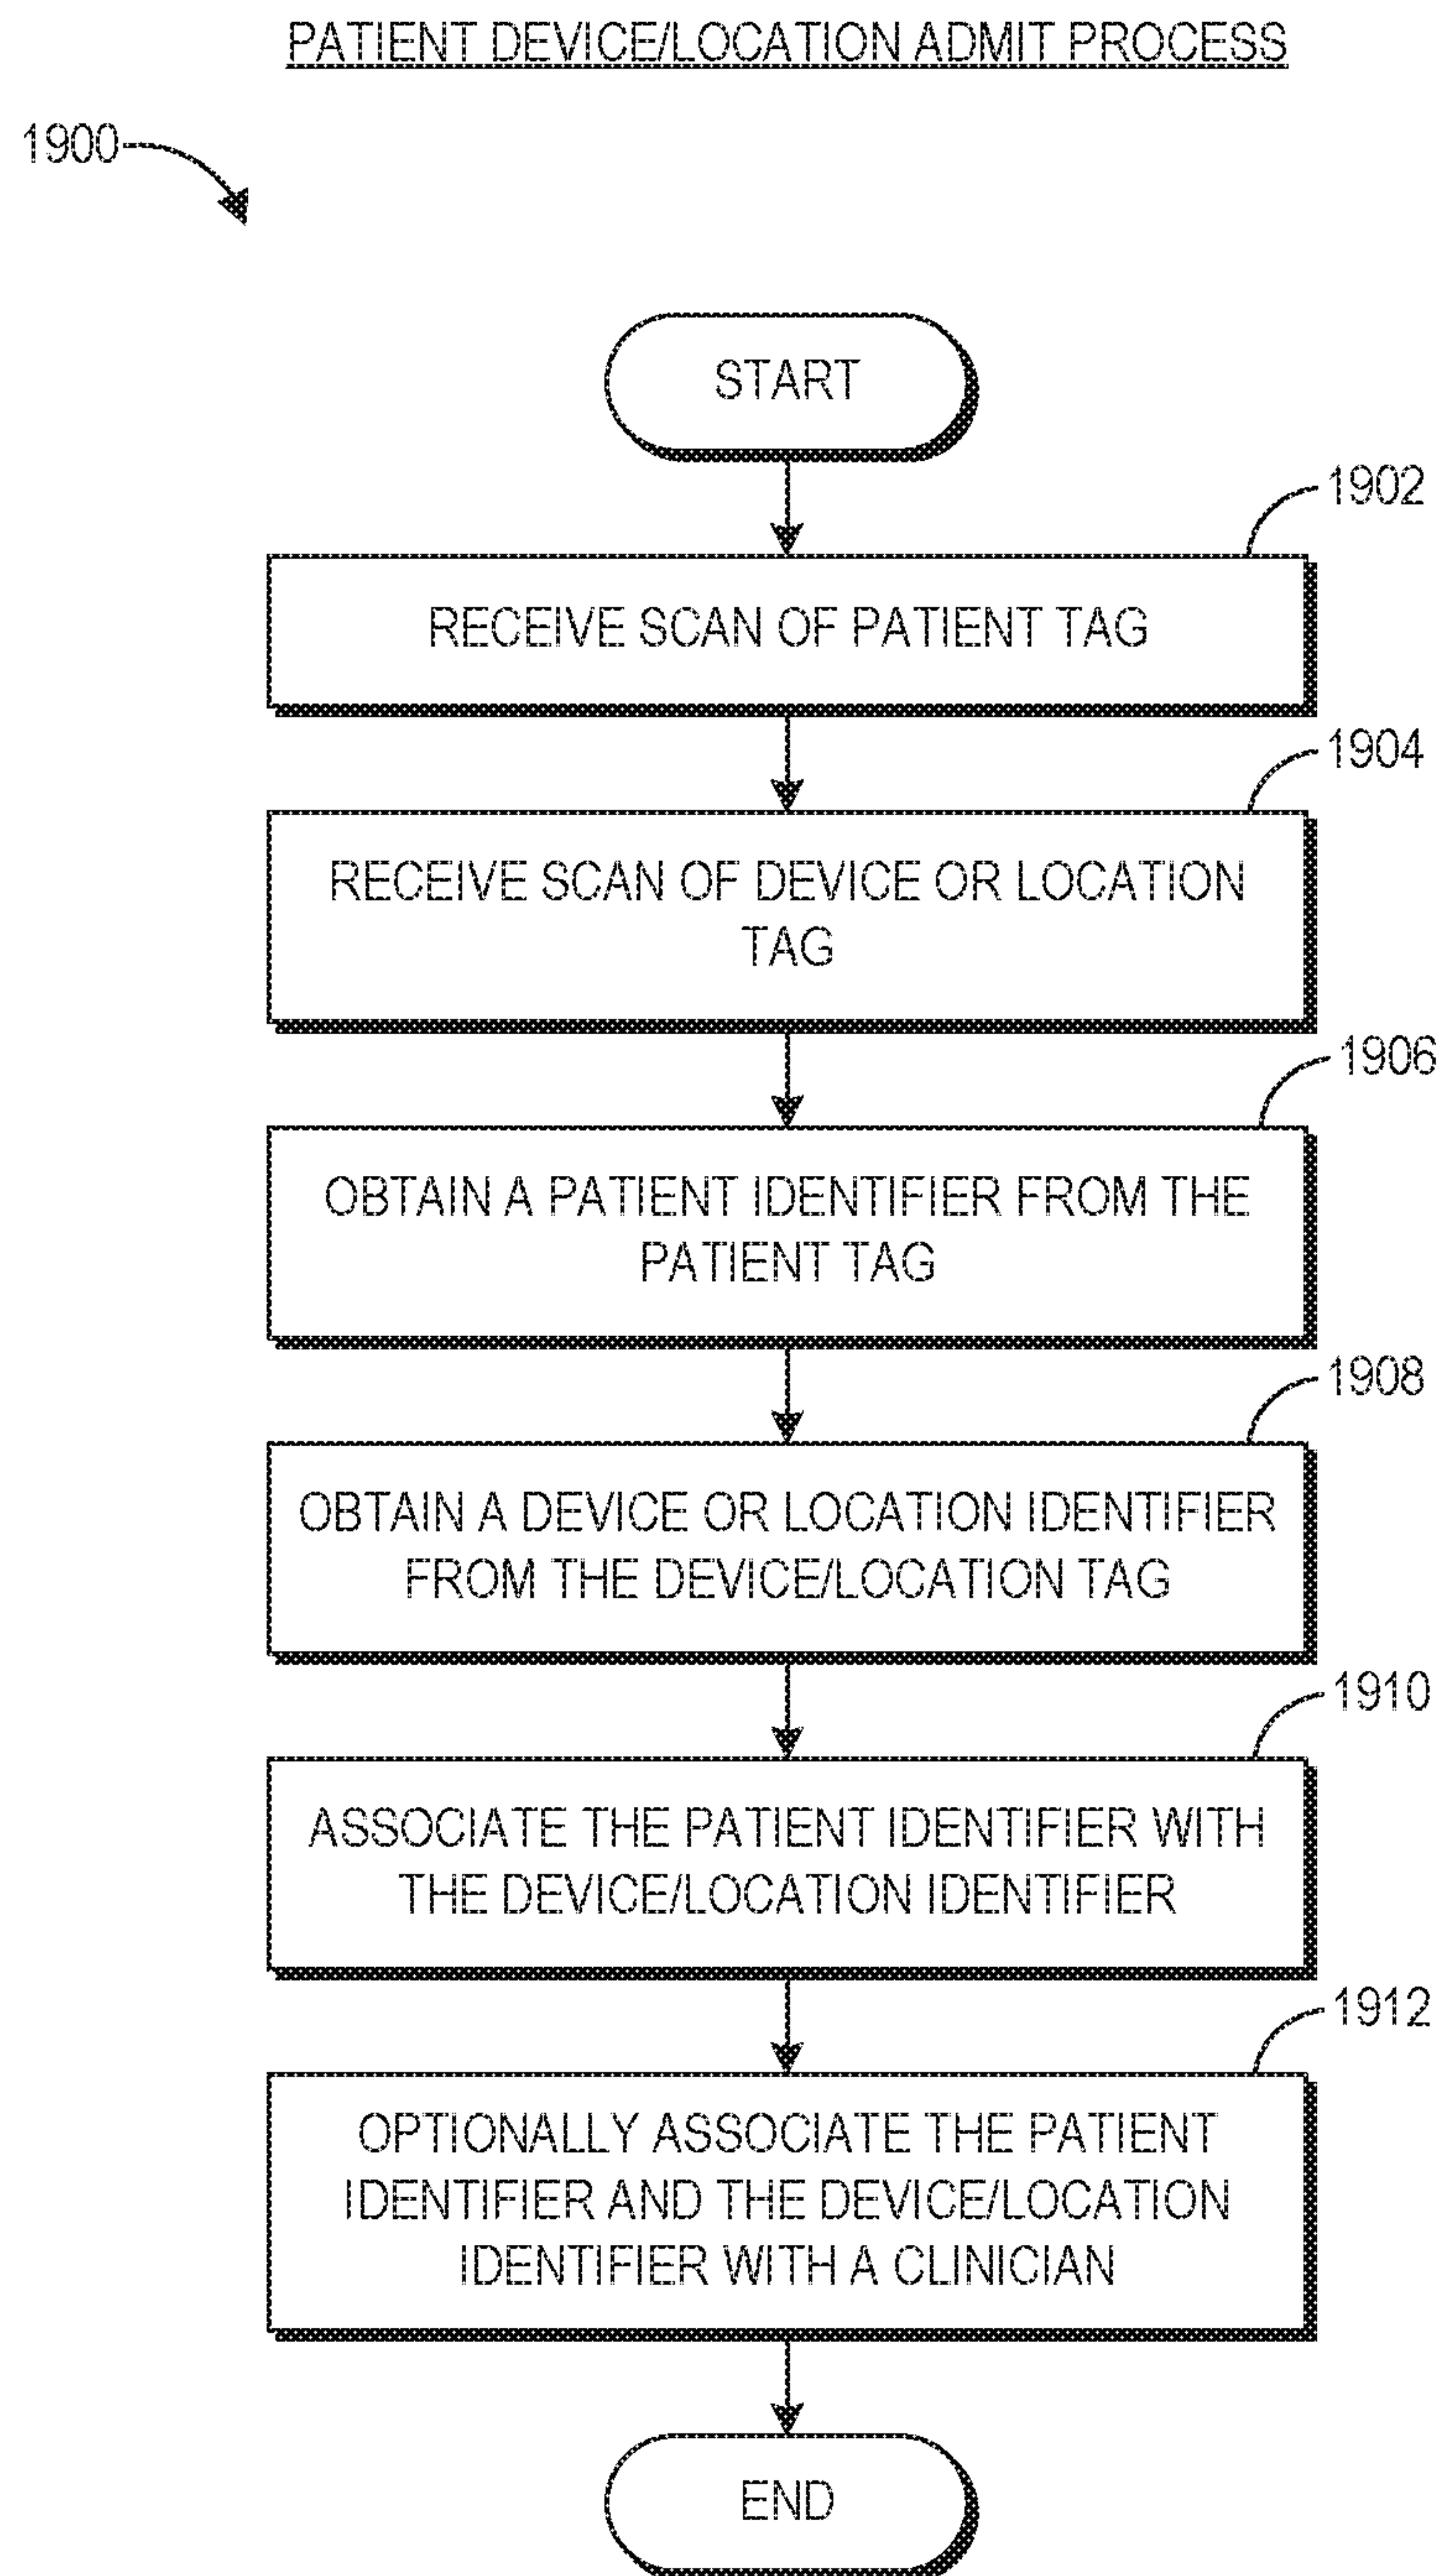 PATIENT DEVICE/LOCATION ADMIT PROCESS
1900
START
1902
RECEIVE SCAN OF PATIENT TAG
1904
RECEIVE SCAN OF DEVICE OR LOCATION
TAG
1906
OBTAIN A PATIENT IDENTIFIER FROM THE
PATIENT TAG
1908
OBTAIN A DEVICE OR LOCATION IDENTIFIER
FROM THE DEVICE/LOCATION TAG
1910
ASSOCIATE THE PATIENT IDENTIFIER WITH
THE DEVICE/LOCATION IDENTIFIER
1912
OPTIONALLY ASSOCIATE THE PATIENT
IDENTIFIER AND THE DEVICE/LOCATION
IDENTIFIER WITH A CLINICIAN
END